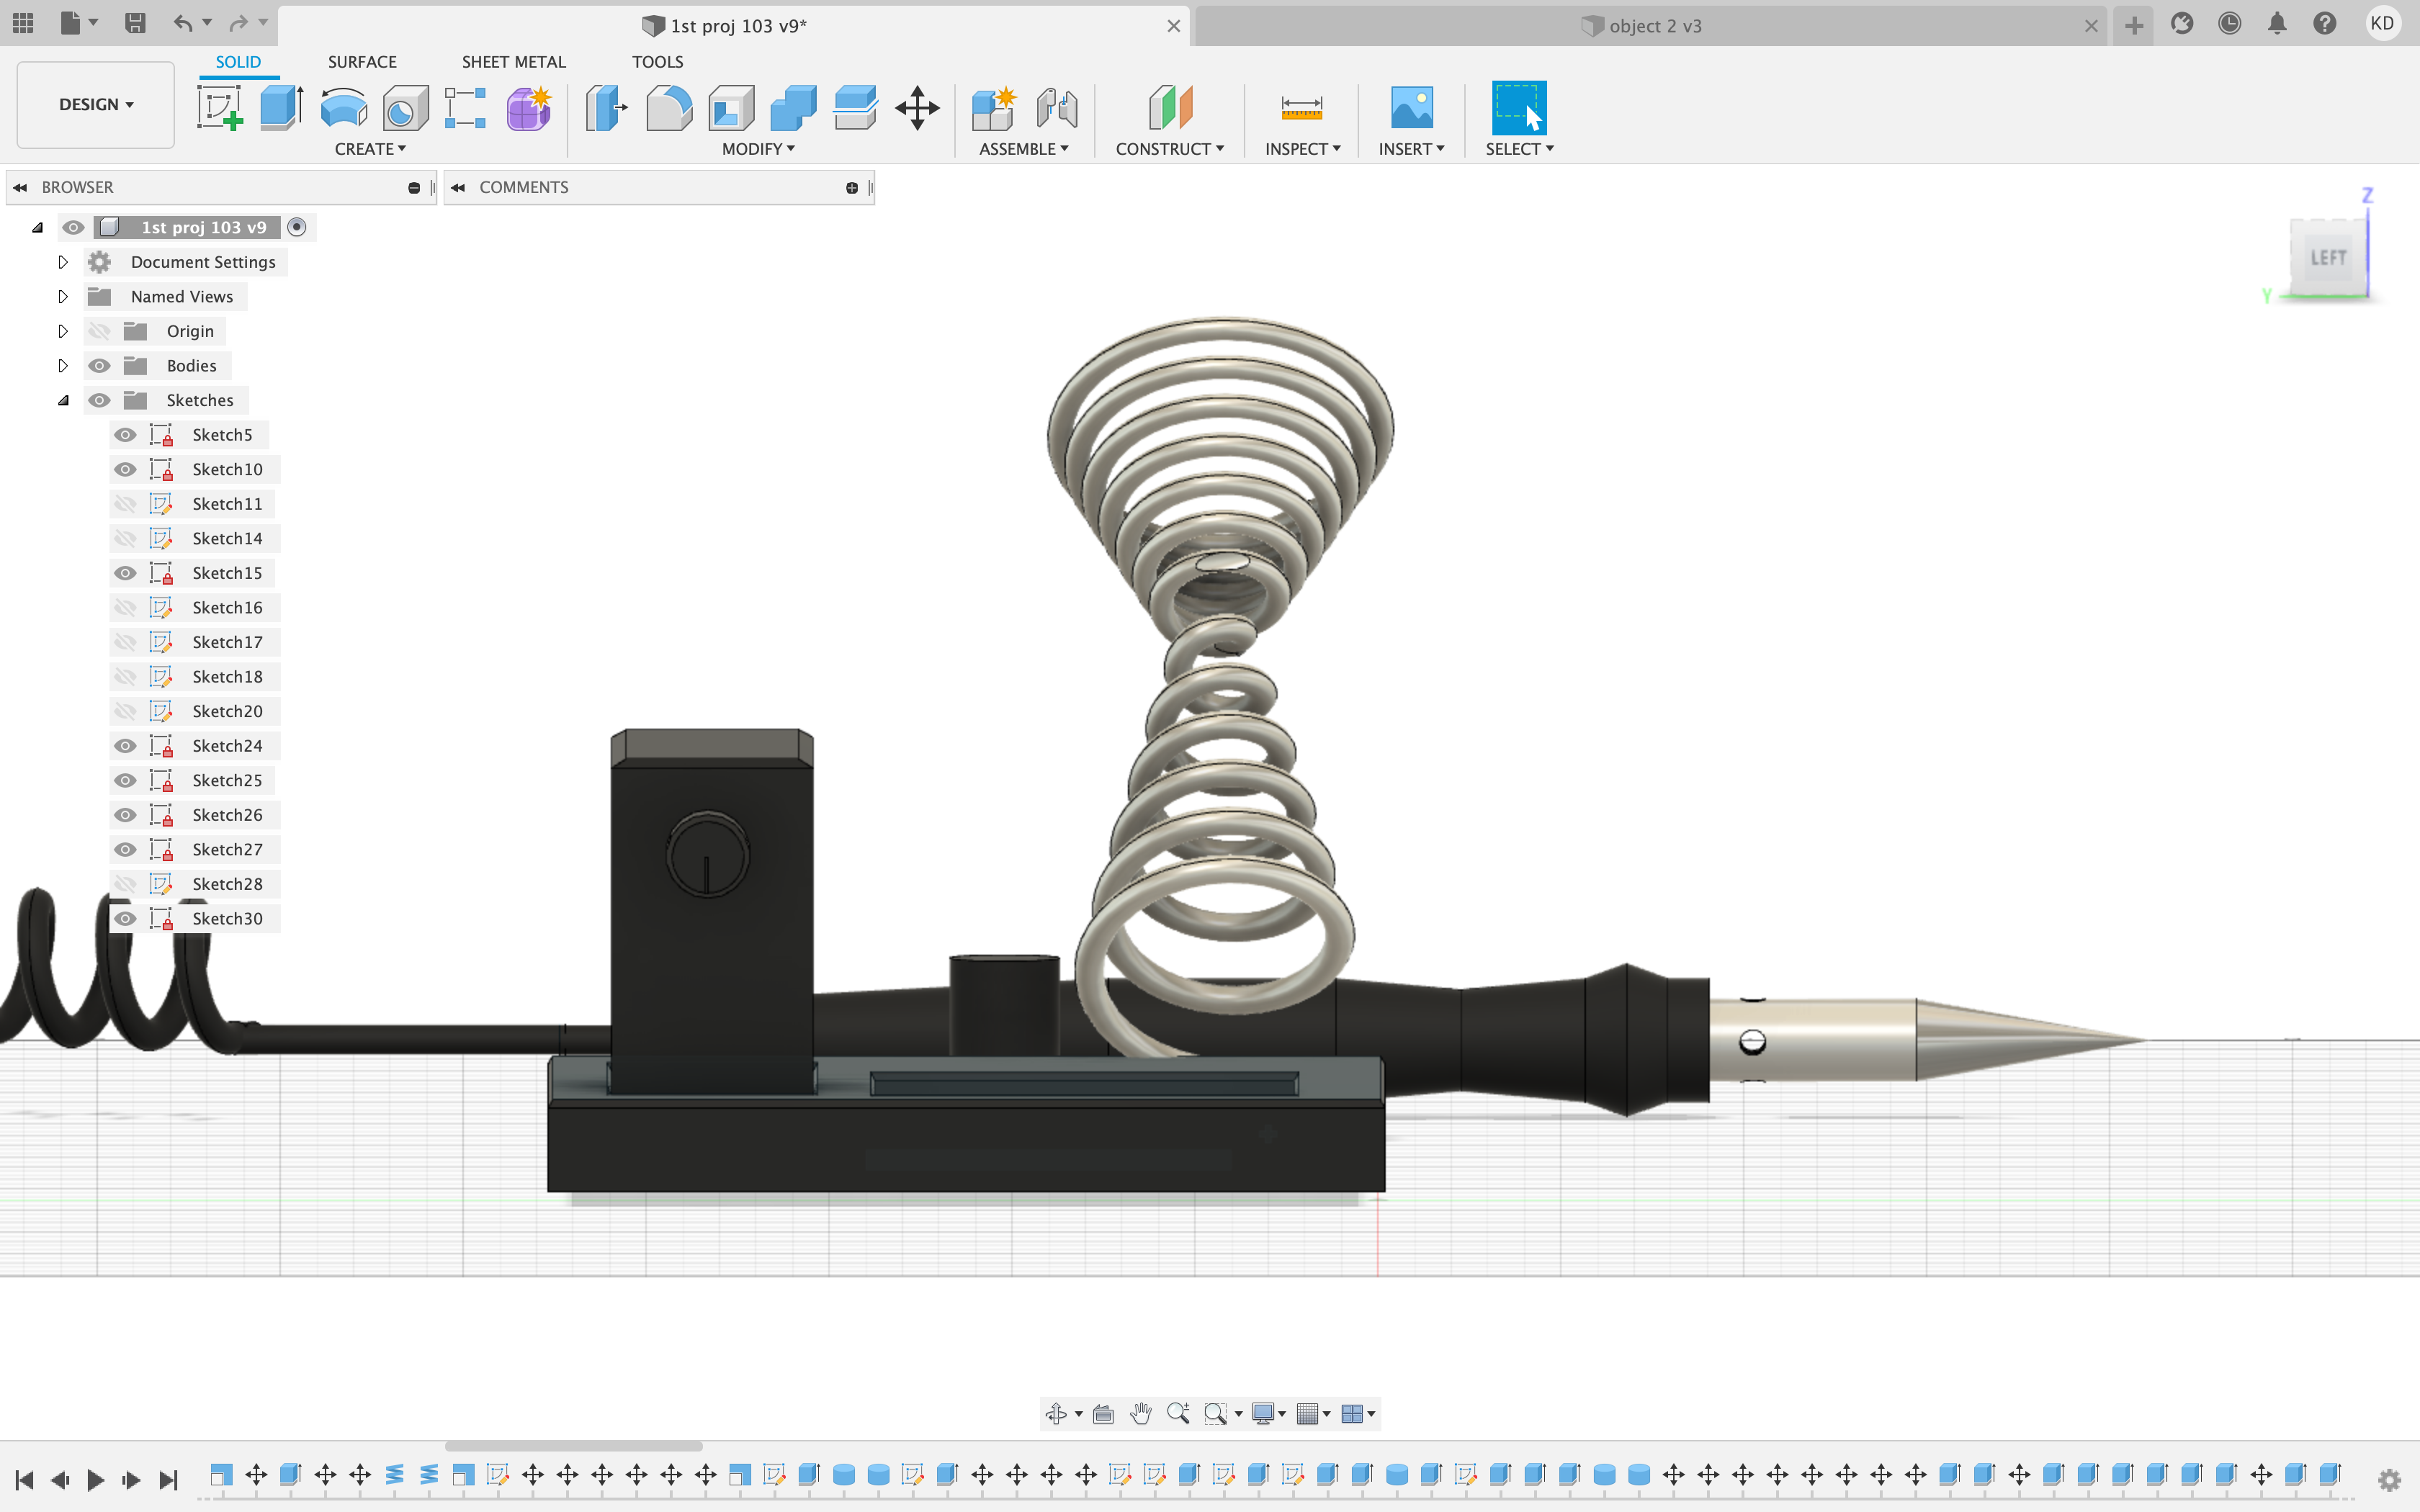 1st proj 103 v9*
object 2 v3
KD
SOLID
SURFACE
SHEET METAL
TOOLS
DESIGN
CREATE
MODIFY
ASSEMBLE
CONSTRUCT
INSPECT
INSERT
SELECT
BROWSER
COMMENTS
1st proj 103 v9
Document Settings
Named Views
Origin
Bodies
Sketches
Sketch5
Sketch10
Sketch11
Sketch14
Sketch15
Sketch16
Sketch17
Sketch18
Sketch20
Sketch24
Sketch25
Sketch26
Sketch27
Sketch28
Sketch30
Z
LEFT
Y